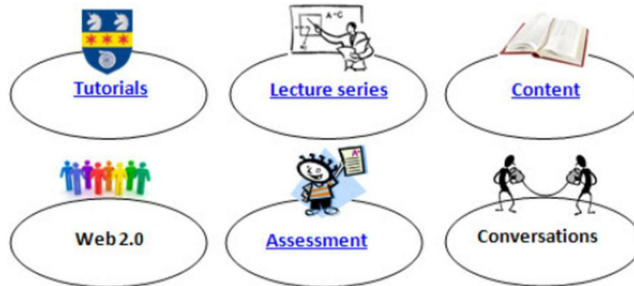 Tutorials
Lecture series
Content
Web 2.0
Assessment
Conversations